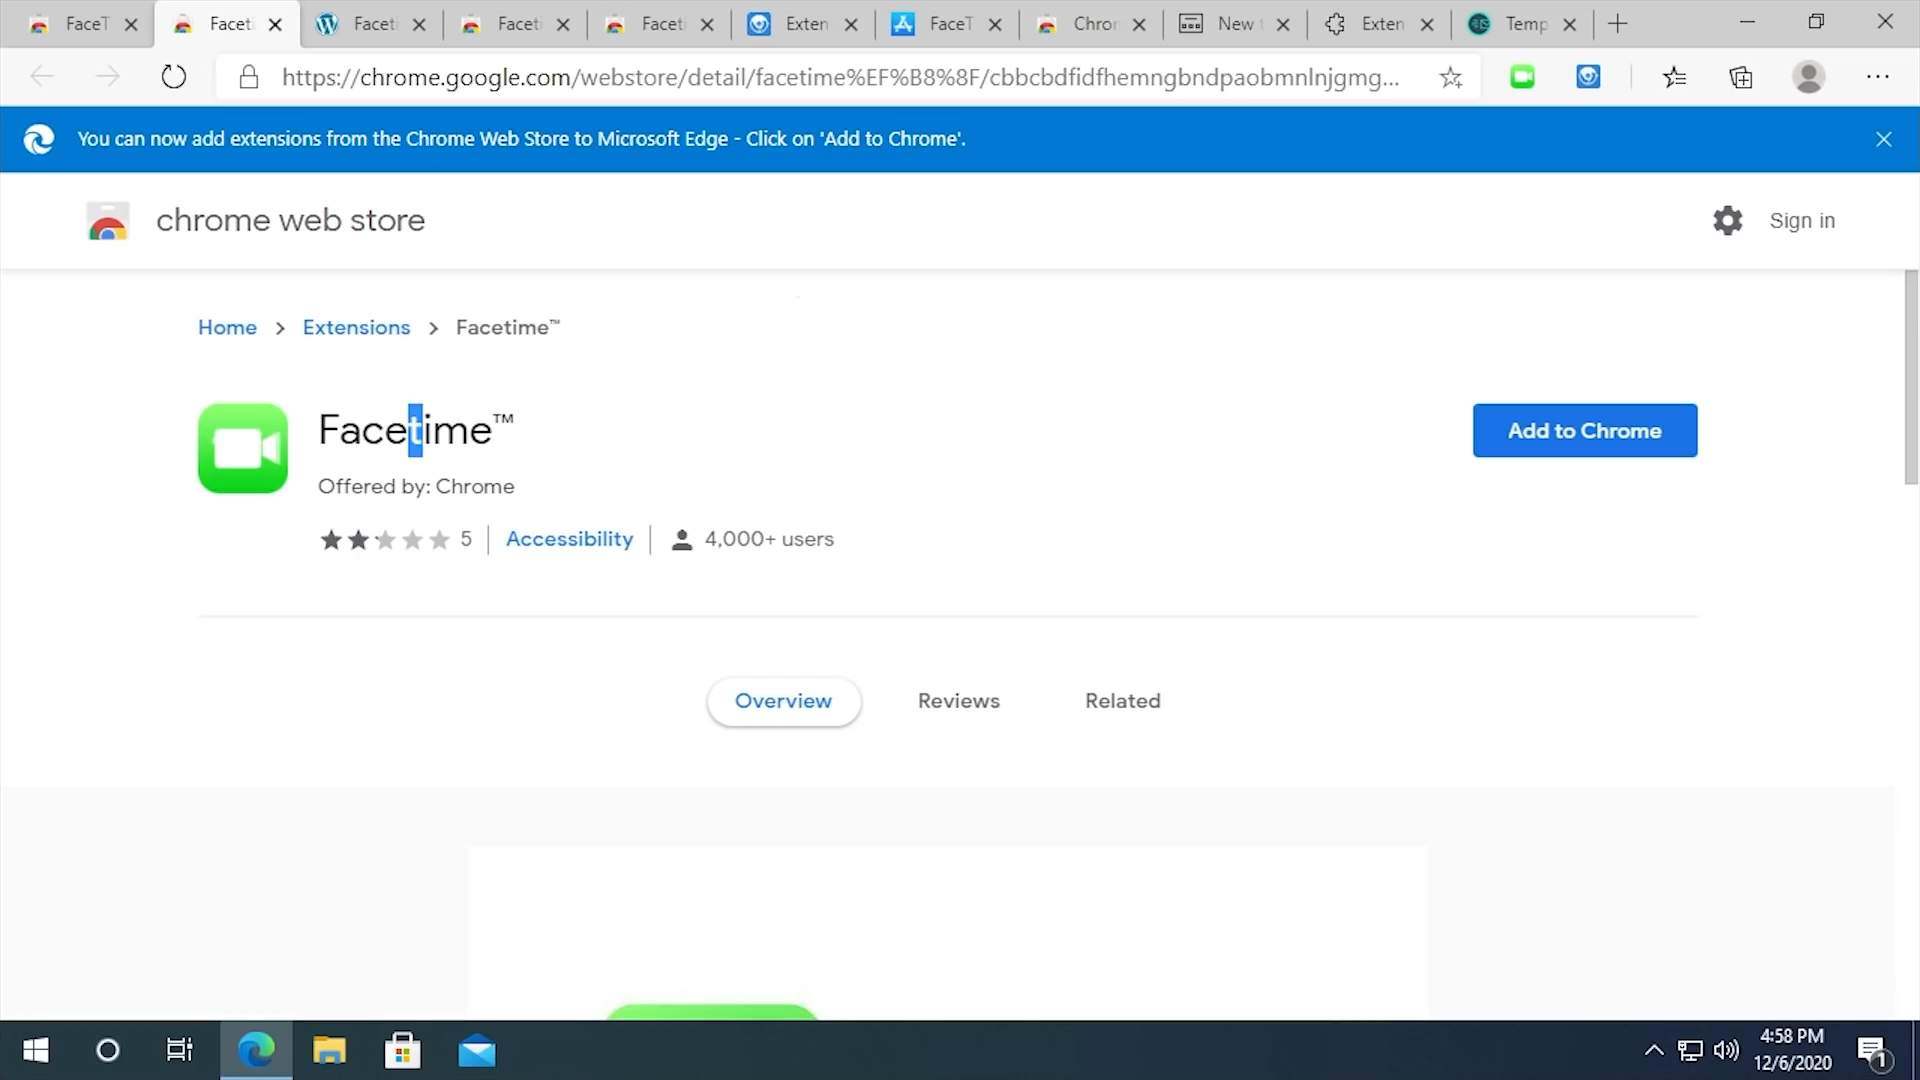 FaceT
Facet
Facet
Facet
Facet
Exten
FaceT
Chror
New t
Exten
Temp
https://chrome.google.com/webstore/detail/facetime%EF%B8%8F/cbbcbdfidfhemngbndpaobmnlnjgmg...
You can now add extensions from the Chrome Web Store to Microsoft Edge - Click on 'Add to Chrome'.
chrome web store
Sign in
Home > Extensions > Facetime™
Facetime™
Add to Chrome
Offered by: Chrome
5 | Accessibility | 4,000+ users
Overview
Reviews
Related
4:58 PM
12/6/2020
1